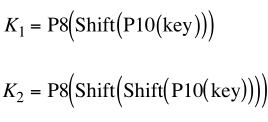 K₁ = P8(Shift(P10(key)))
K₂ = P8(Shift(Shift(P10(key))))